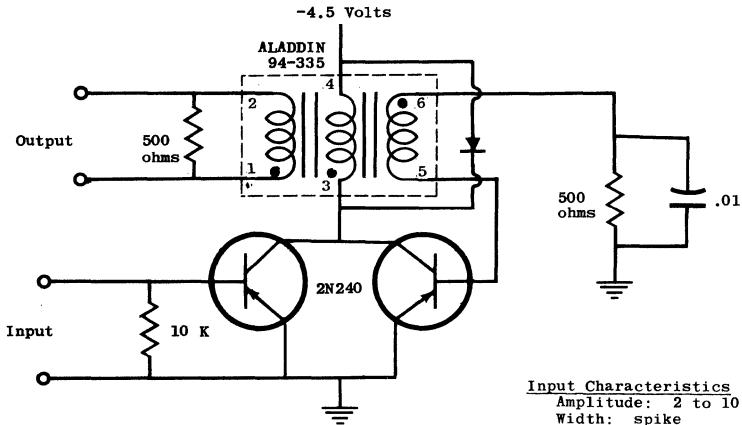 -4.5 Volts
ALADDIN
94-335
4
2
6
Output
500
ohms
1
3
5
500
ohms
.01
2N240
Input
10 K
Input Characteristics
Amplitude: 2 to 10
Width: spike